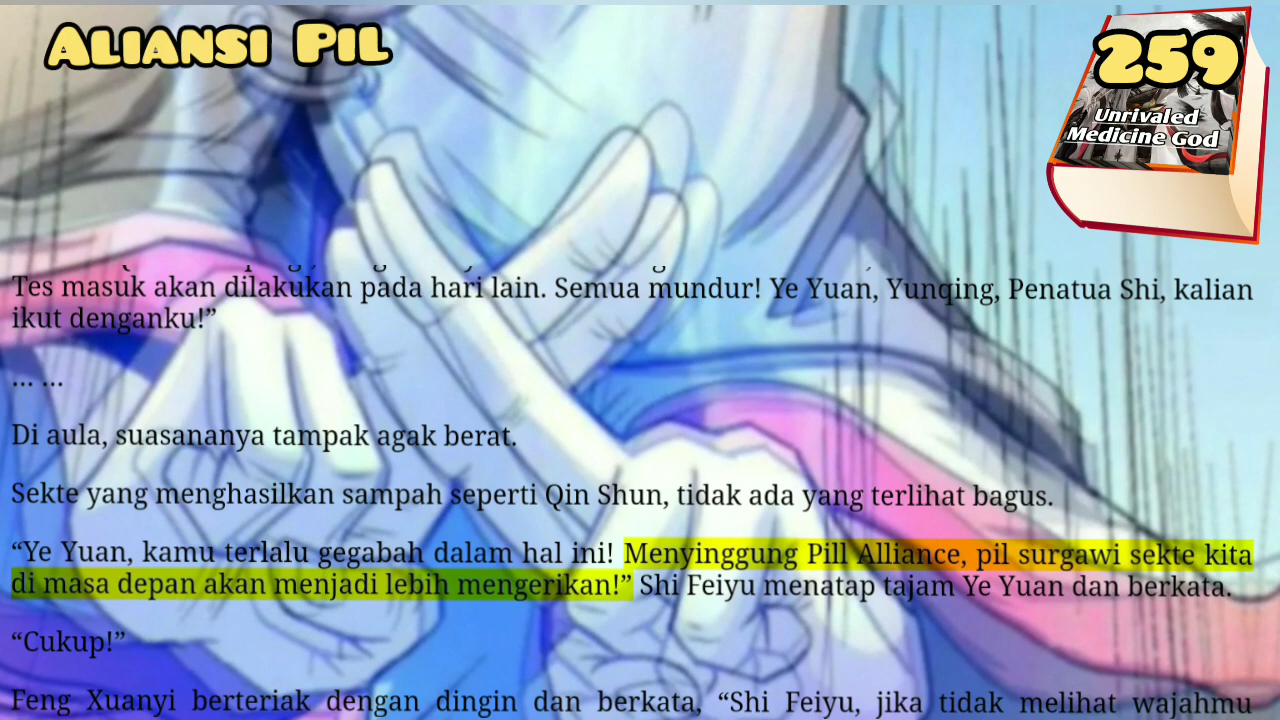 Aliansi Pil
259
Unrivaled
Medicine God
Tes masuk akan dilakukan pada hari lain. Semua mundur! Ye Yuan, Yunqing, Penatua Shi, kalian
ikut denganku!”
... ...
Di aula, suasananya tampak agak berat.
Sekte yang menghasilkan sampah seperti Qin Shun, tidak ada yang terlihat bagus.
“Ye Yuan, kamu terlalu gegabah dalam hal ini! Menyinggung Pill Alliance, pil surgawi sekte kita
di masa depan akan menjadi lebih mengerikan!” Shi Feiyu menatap tajam Ye Yuan dan berkata.
“Cukup!”
Feng Xuanyi berteriak dengan dingin dan berkata, “Shi Feiyu, jika tidak melihat wajahmu